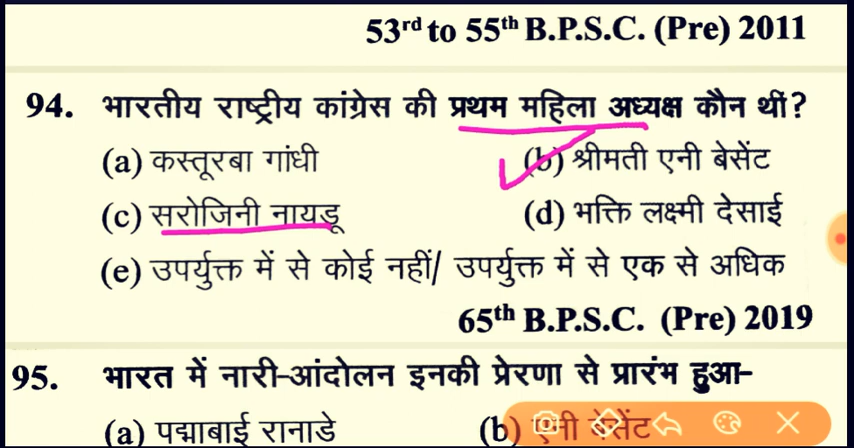 53rd to 55th B.P.S.C. (Pre) 2011
94. भारतीय राष्ट्रीय कांग्रेस की प्रथम महिला अध्यक्ष कौन थीं?
(a) कस्तूरबा गांधी (b) श्रीमती एनी बेसेंट
(c) सरोजिनी नायडू (d) भक्ति लक्ष्मी देसाई
(e) उपर्युक्त में से कोई नहीं/ उपर्युक्त में से एक से अधिक
65th B.P.S.C. (Pre) 2019
95. भारत में नारी-आंदोलन इनकी प्रेरणा से प्रारंभ हुआ-
(a) पद्माबाई रानाडे (b) एनी बेसेंट